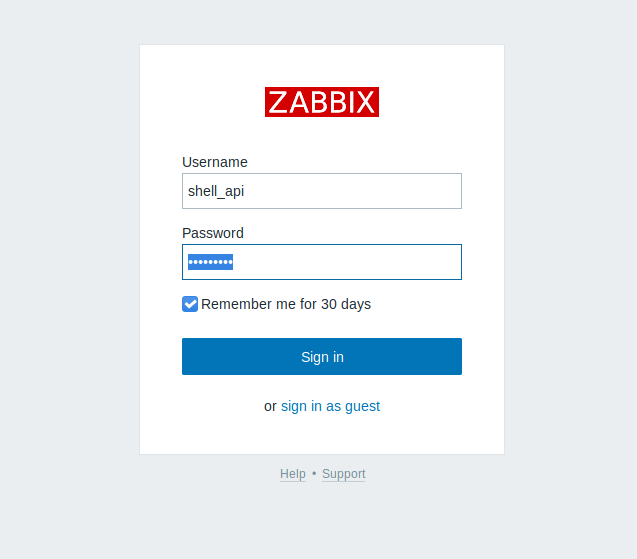 ZABBIX
Username
shell_api
Password
•••••••••
Remember me for 30 days
Sign in
or sign in as guest
Help • Support